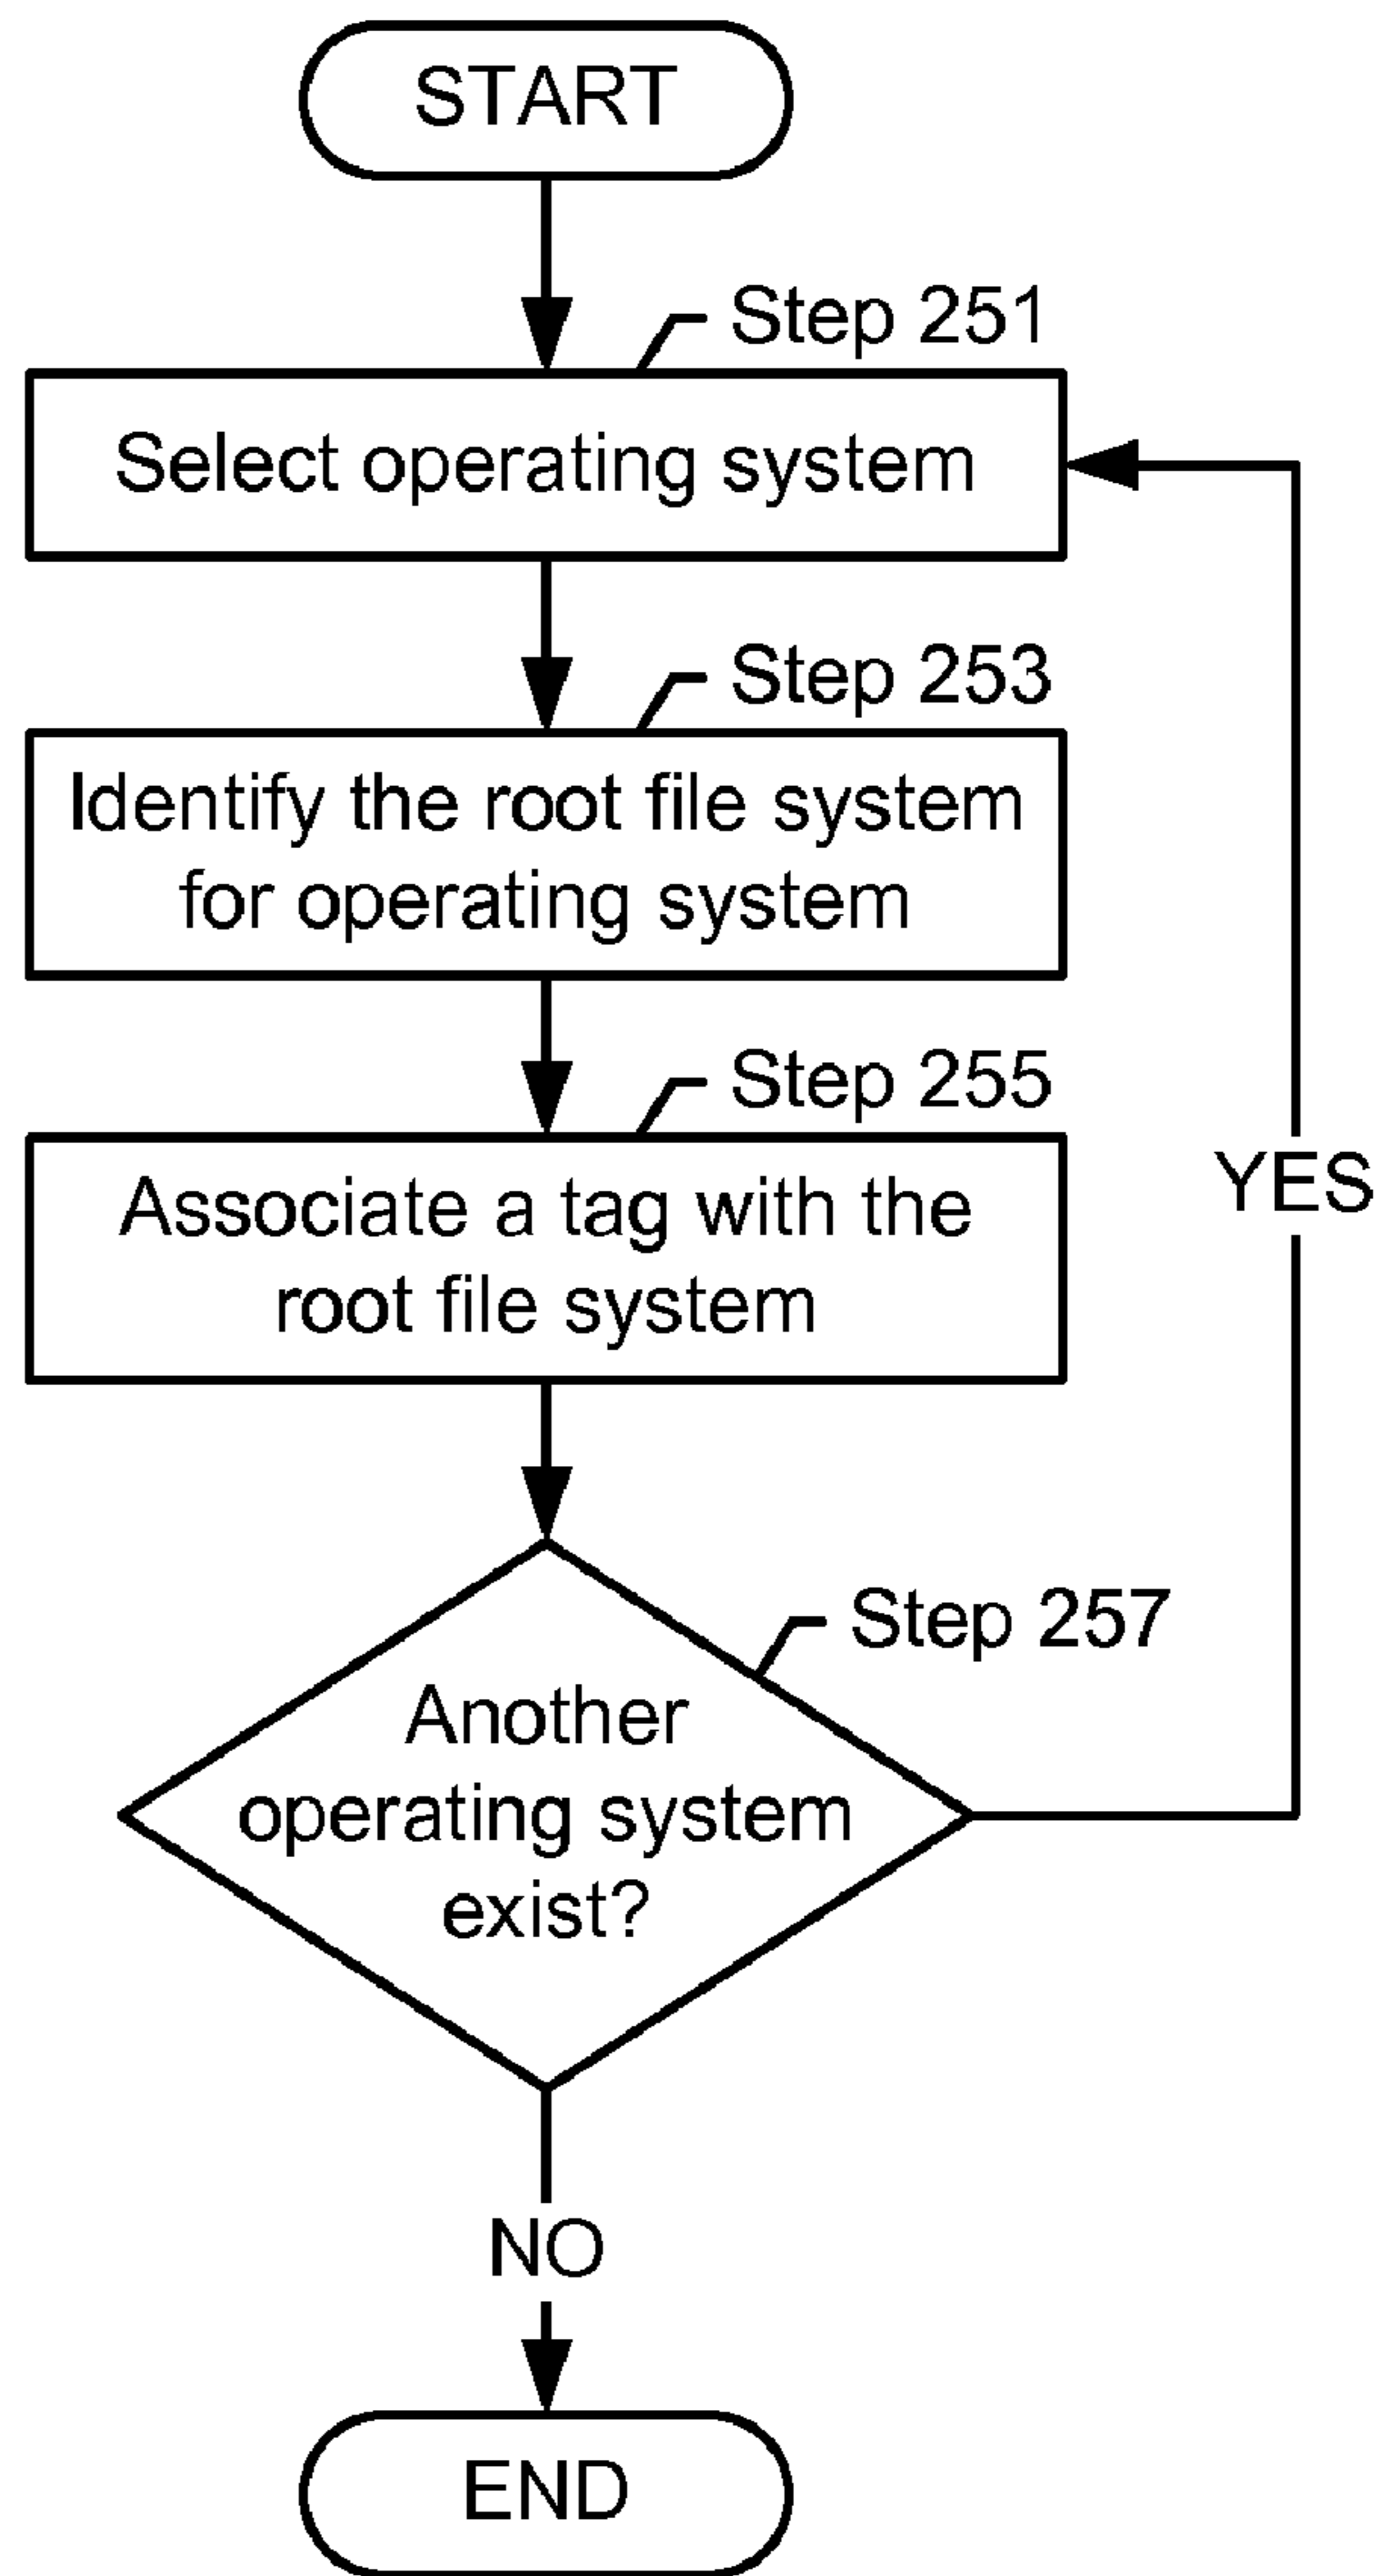 START
Step 251
Select operating system
Step 253
Identify the root file system
for operating system
Step 255
Associate a tag with the
root file system
YES
Step 257
Another
operating system
exist?
NO
END